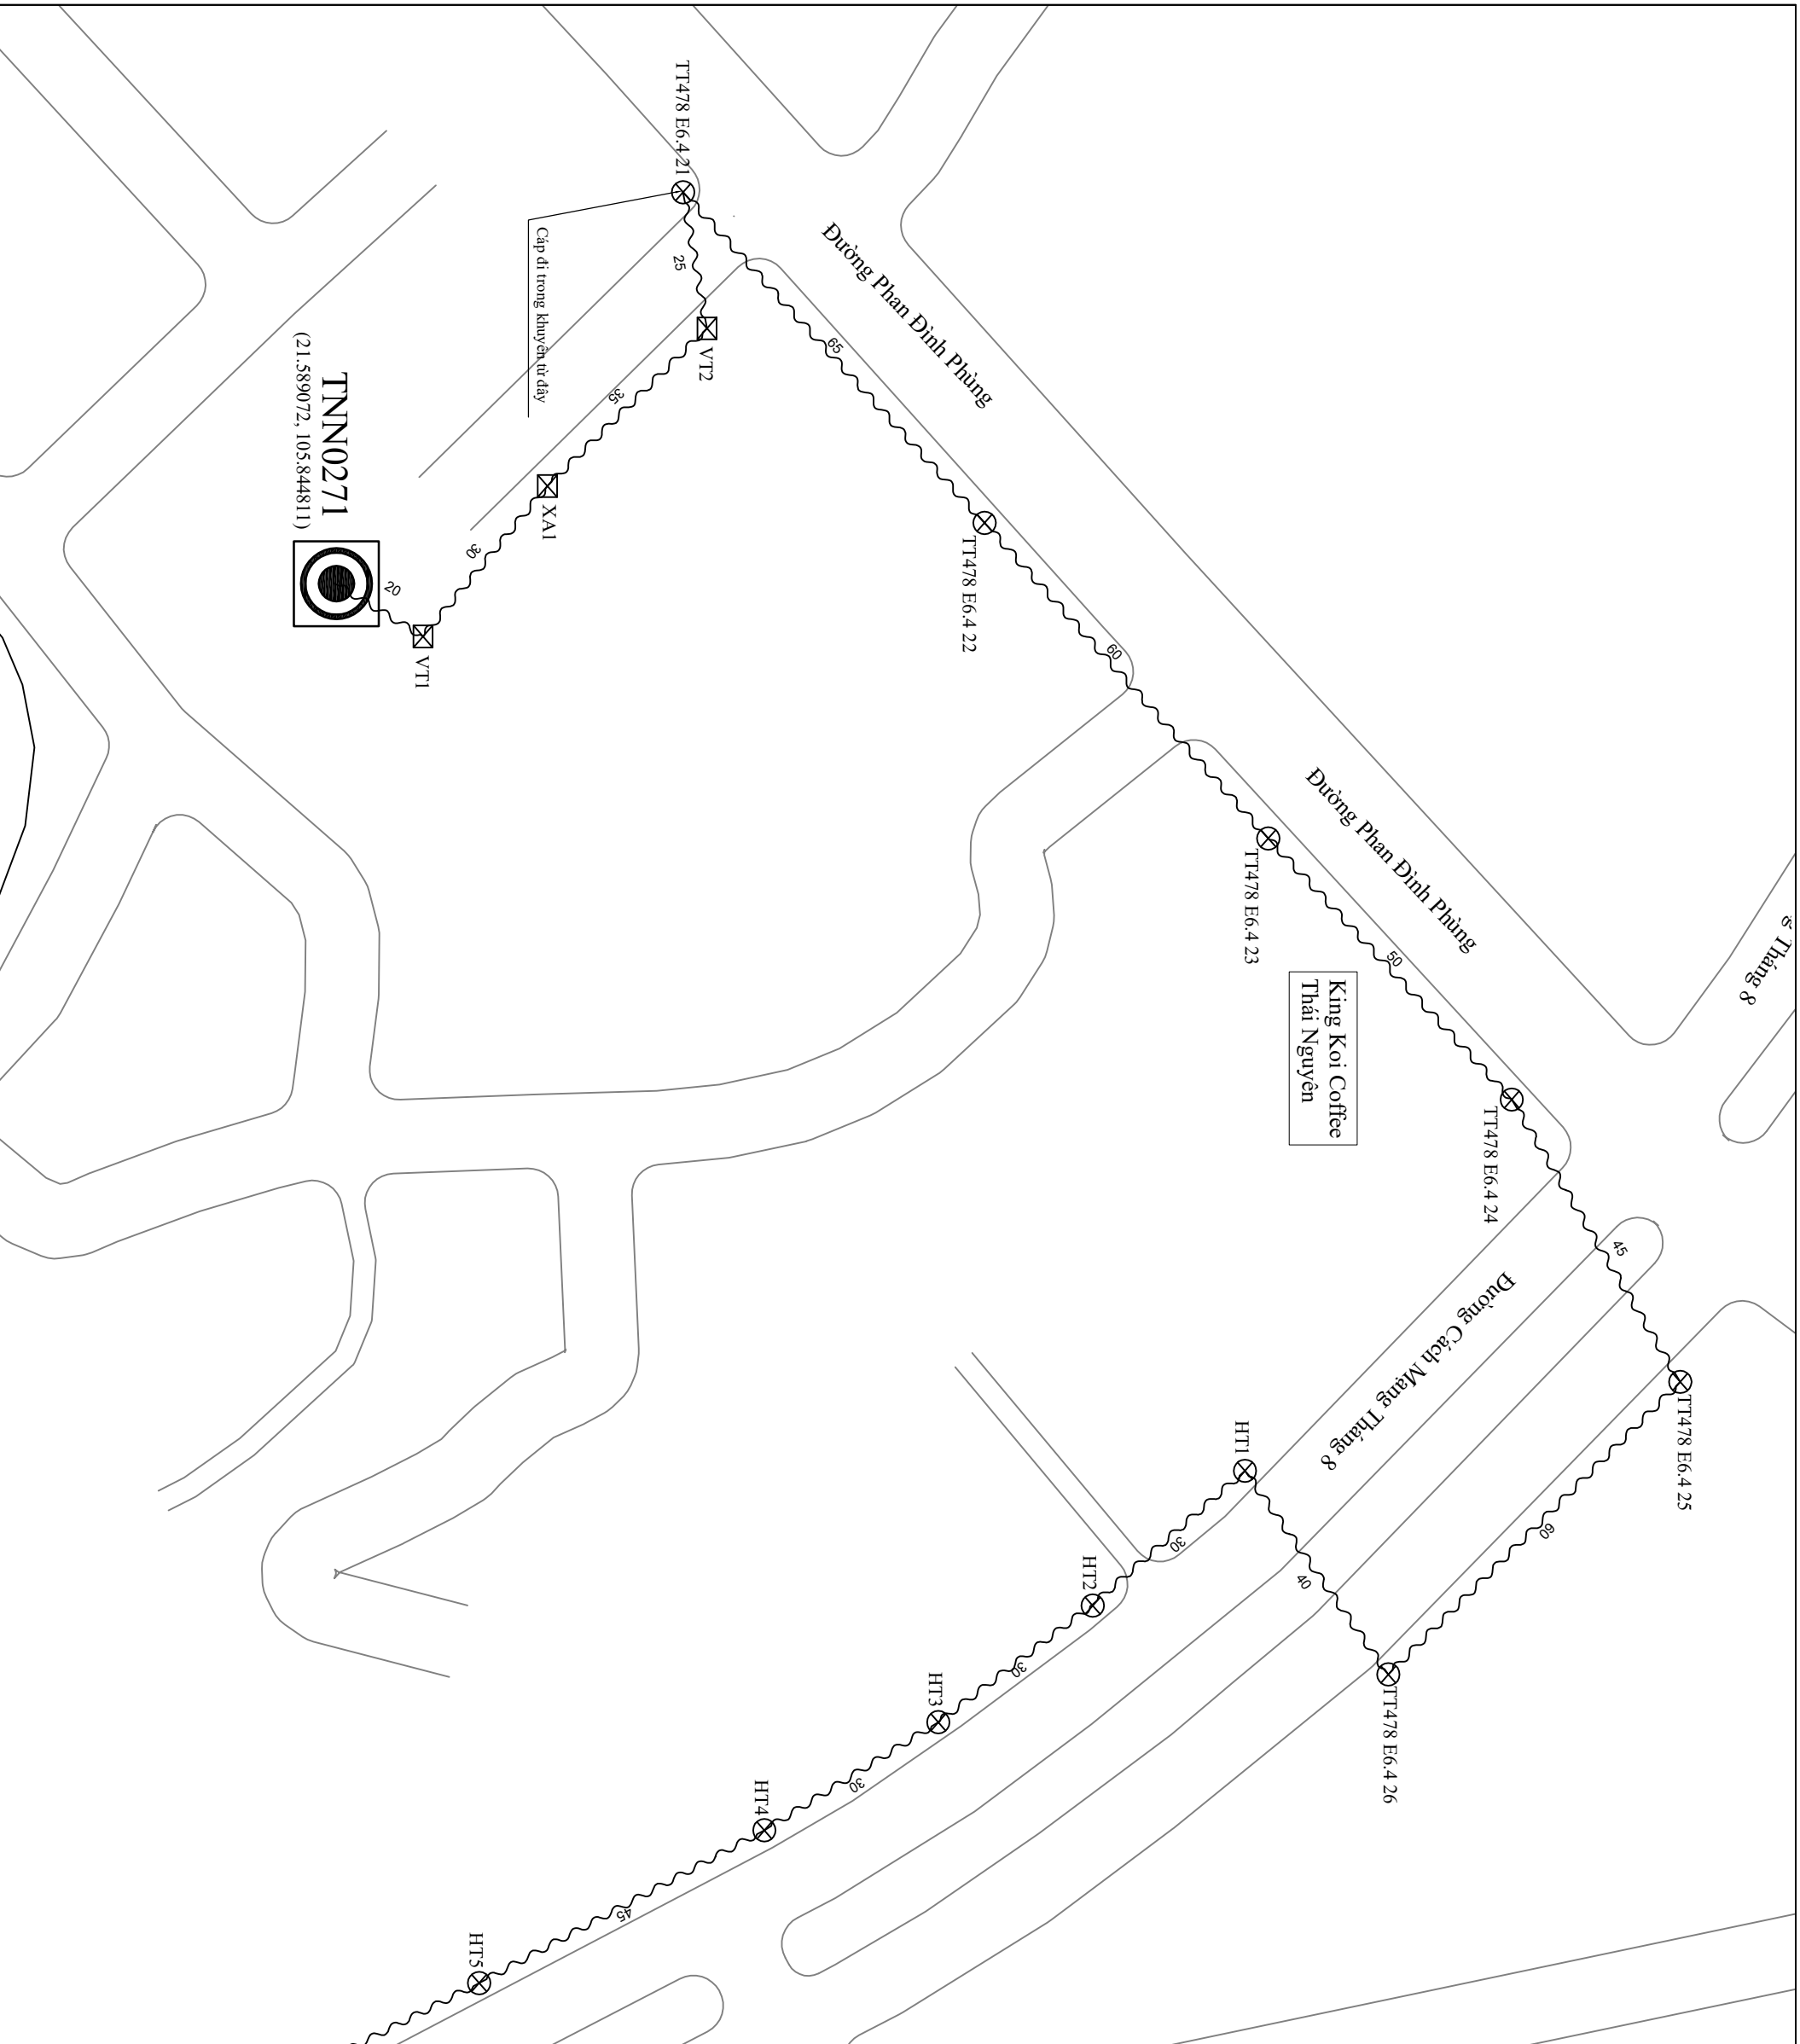 TT478 E6.4 21
Cáp đi trong khuyên từ đây
25
VT2
35
XA1
30
VT1
20
TNN0271
(21.589072, 105.844811)
Đường Phan Đình Phùng
65
TT478 E6.4 22
60
TT478 E6.4 23
Đường Phan Đình Phùng
50
King Koi Coffee
Thái Nguyên
TT478 E6.4 24
45
Tháng 8
TT478 E6.4 25
Đường Cách Mạng Tháng 8
60
TT478 E6.4 26
40
HT1
30
HT2
30
HT3
30
HT4
45
HT5